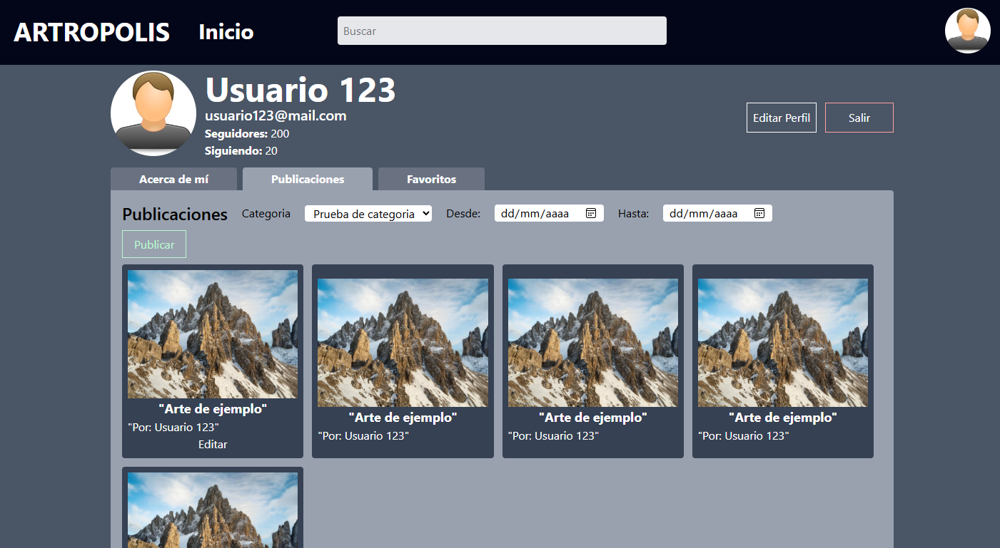 ARTROPOLIS Inicio Buscar
Usuario 123
usuario123@mail.com
Seguidores: 200
Siguiendo: 20
Editar Perfil Salir
Acerca de mí Publicaciones Favoritos
Publicaciones Categoria Prueba de categoria Desde: dd/mm/aaaa Hasta: dd/mm/aaaa
Publicar
"Arte de ejemplo"
"Por: Usuario 123"
Editar
"Arte de ejemplo"
"Por: Usuario 123"
"Arte de ejemplo"
"Por: Usuario 123"
"Arte de ejemplo"
"Por: Usuario 123"